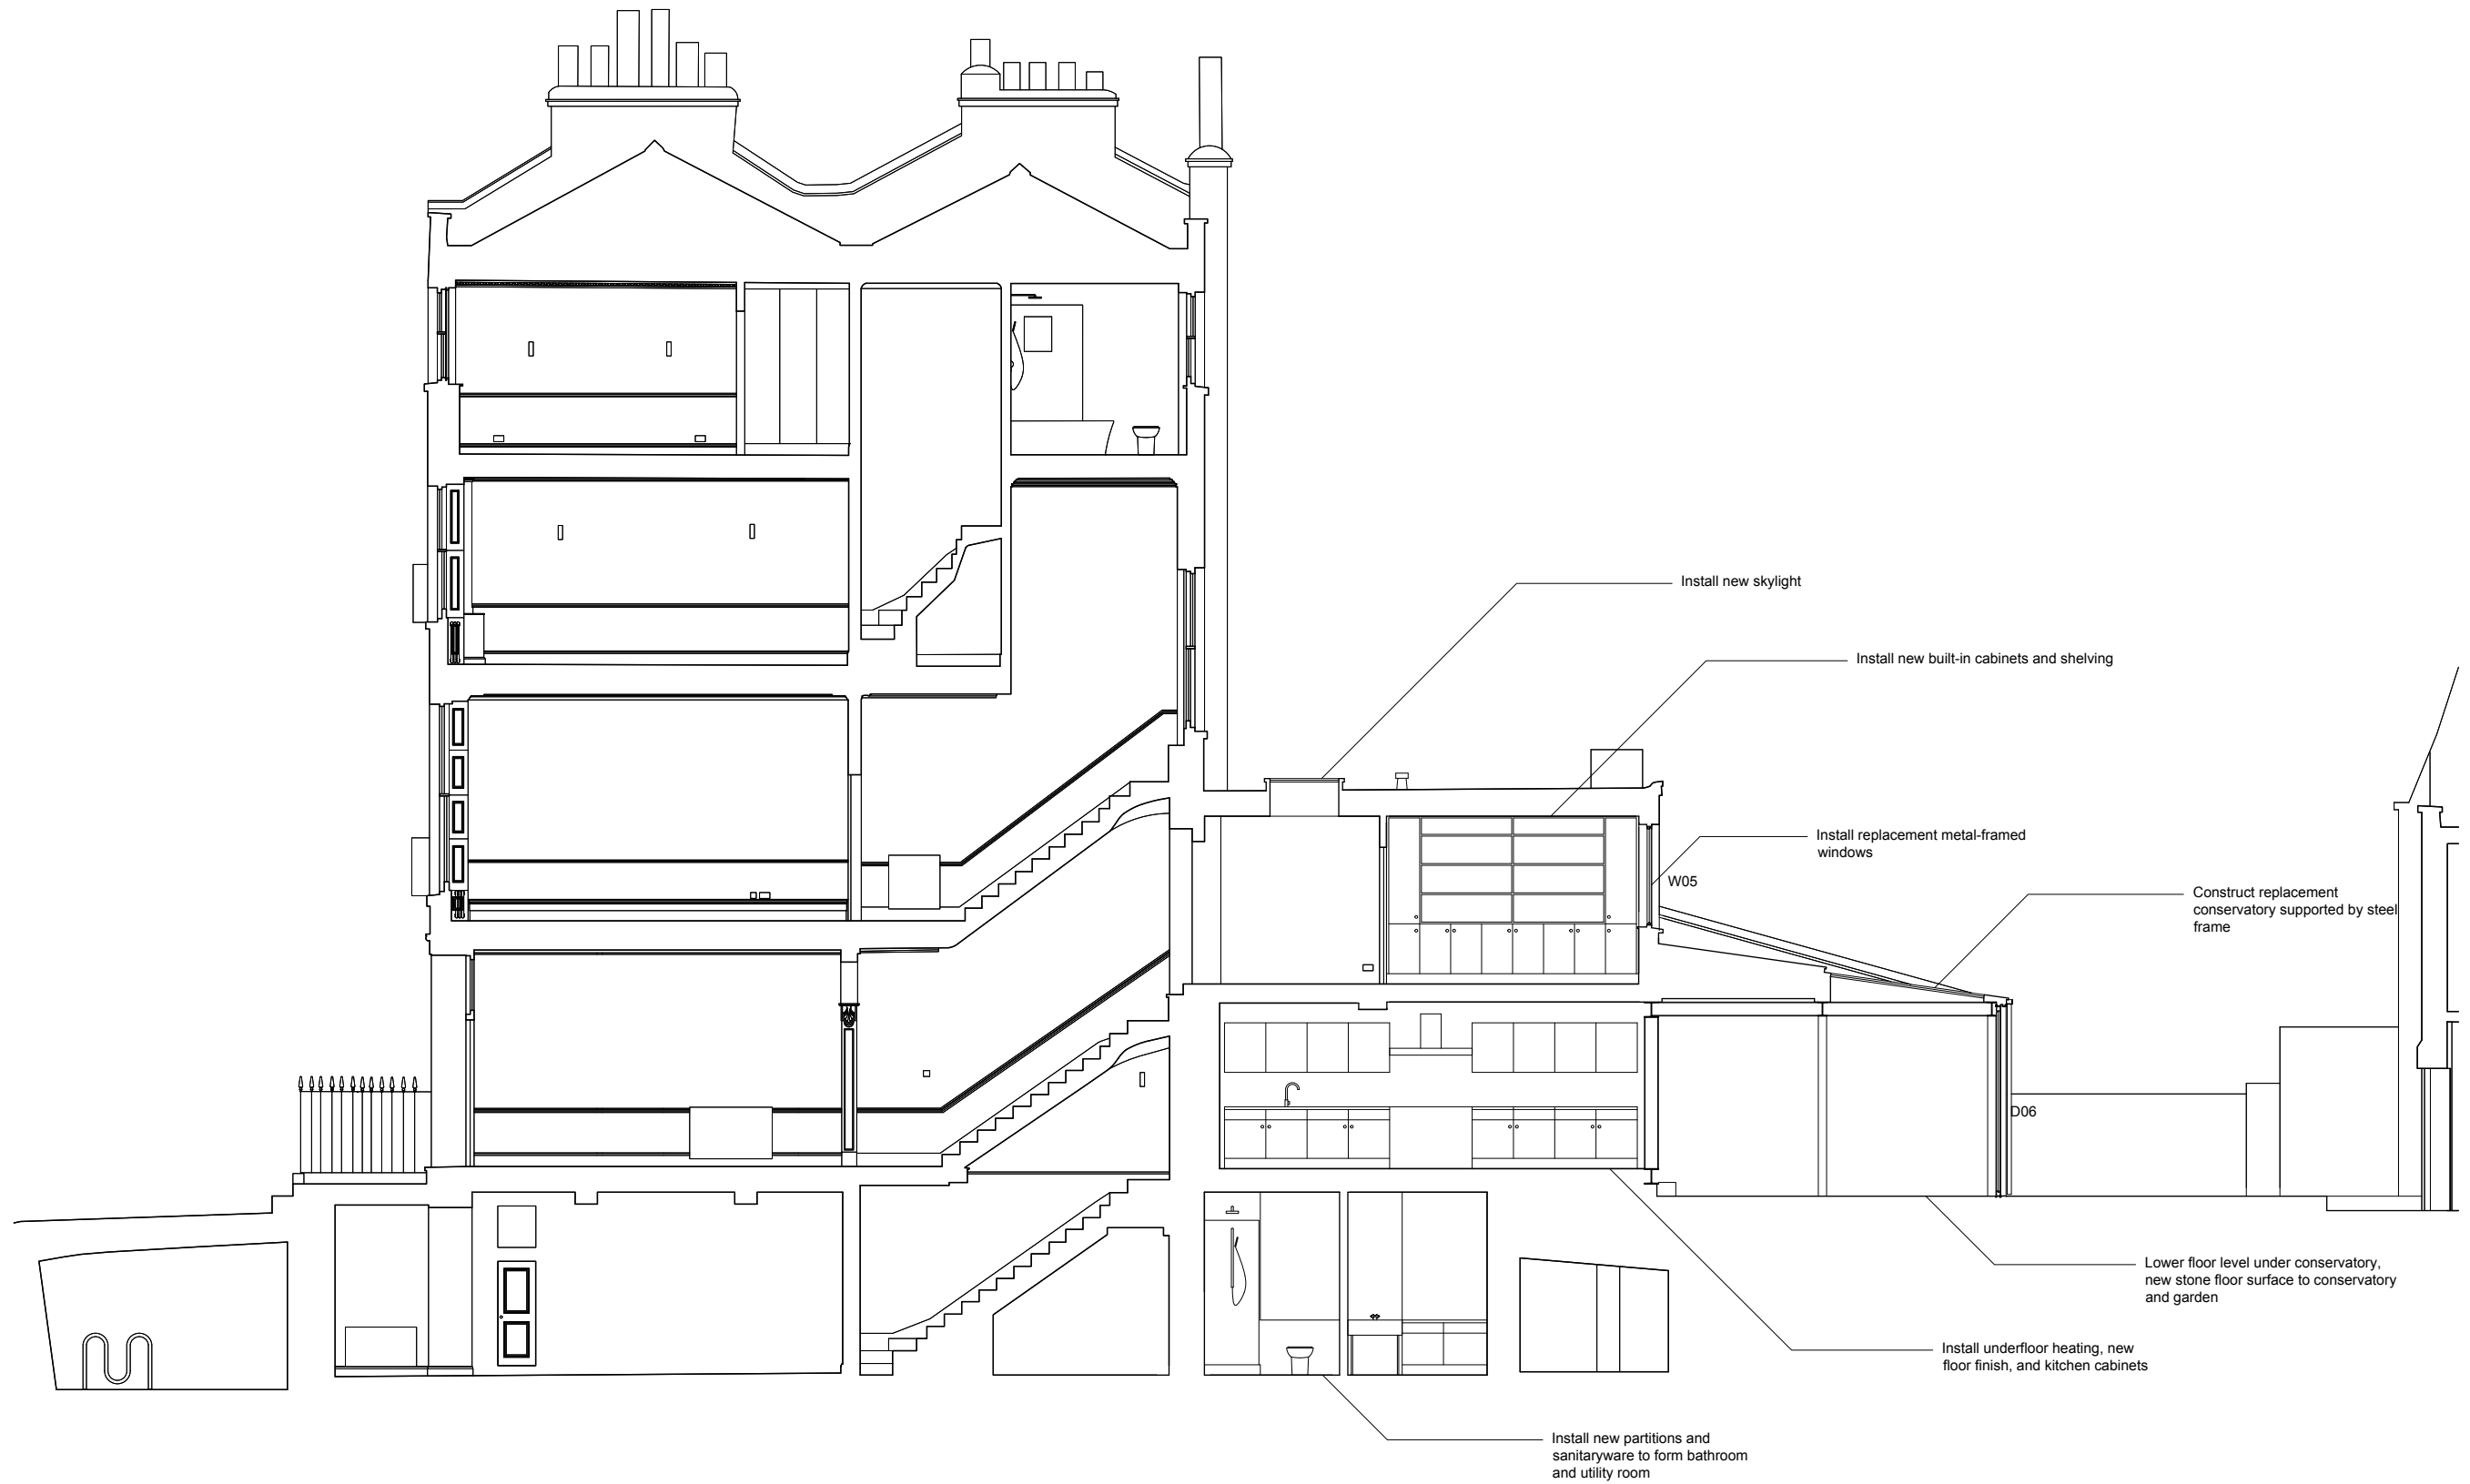 Install new skylight
Install new built-in cabinets and shelving
Install replacement metal-framed
windows
W05
Construct replacement
conservatory supported by steel
frame
D06
Lower floor level under conservatory,
new stone floor surface to conservatory
and garden
Install underfloor heating, new
floor finish, and kitchen cabinets
Install new partitions and
sanitaryware to form bathroom
and utility room